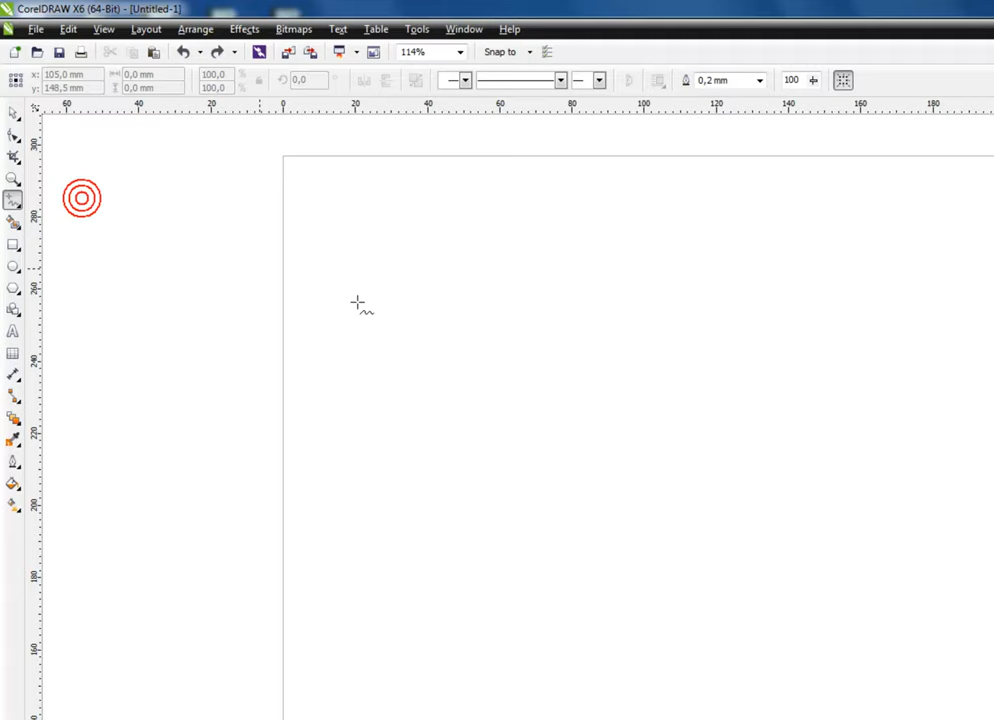 CorelDRAW X6 (64-Bit) - [Untitled-1]
File Edit View Layout Arrange Effects Bitmaps Text Table Tools Window Help
114% Snap to
x: 105,0 mm 0,0 mm 100,0 % 0,0 ° 0,2 mm 100
y: 148,5 mm 0,0 mm 100,0 %
60 40 20 0 20 40 60 80 100 120 140 160 180
300
280
260
240
220
200
180
160